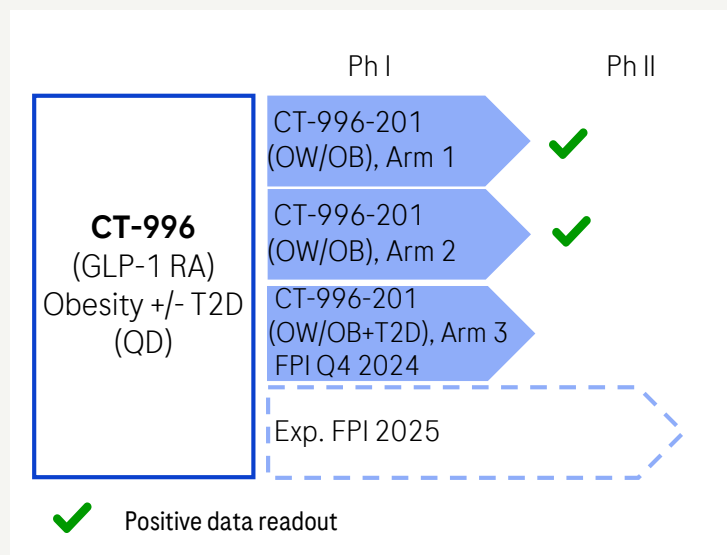 Ph I
Ph II
CT-996
(GLP-1 RA)
Obesity +/- T2D
(QD)
CT-996-201
(OW/OB), Arm 1
CT-996-201
(OW/OB), Arm 2
CT-996-201
(OW/OB+T2D), Arm 3
FPI Q4 2024
Exp. FPI 2025
Positive data readout